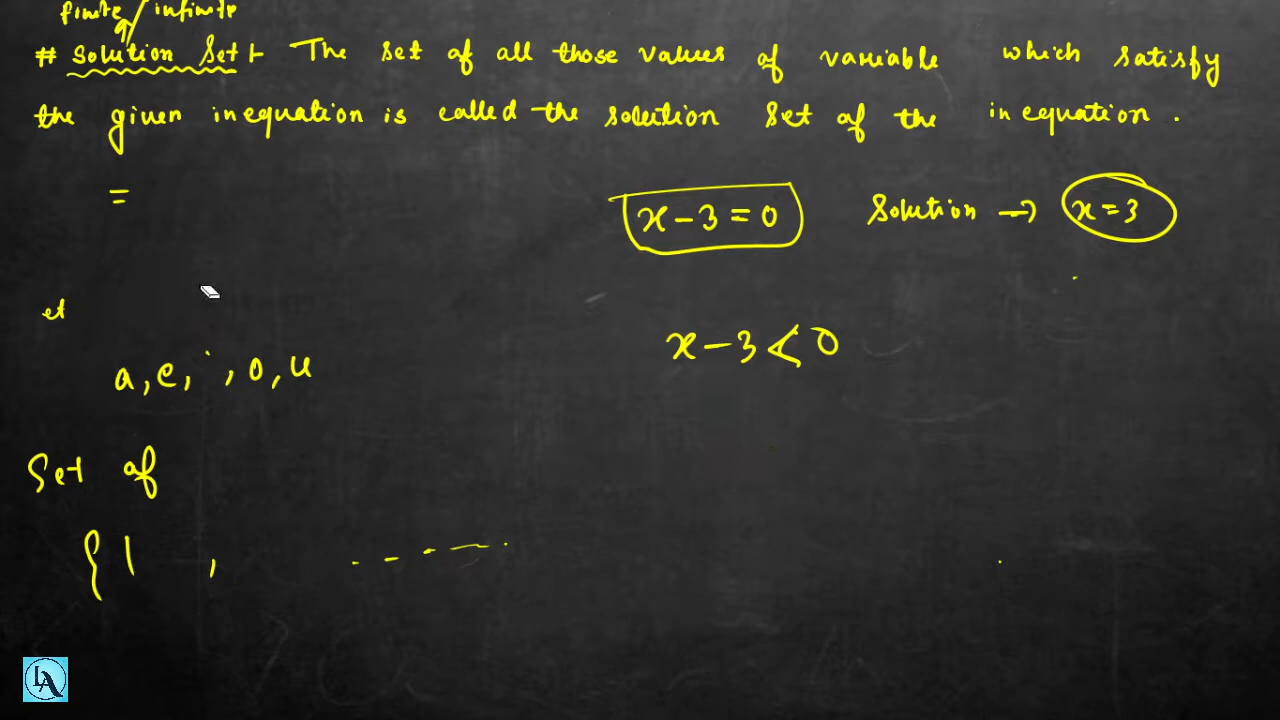 finite / infinite
# Solution Set :- The set of all those values of variable which satisfy
the given inequation is called the solution set of the inequation .
=
x - 3 = 0 Solution → x = 3
et
x - 3 < 0
a, e, i, o, u
Set of
{ 1 , . - . - .
LA